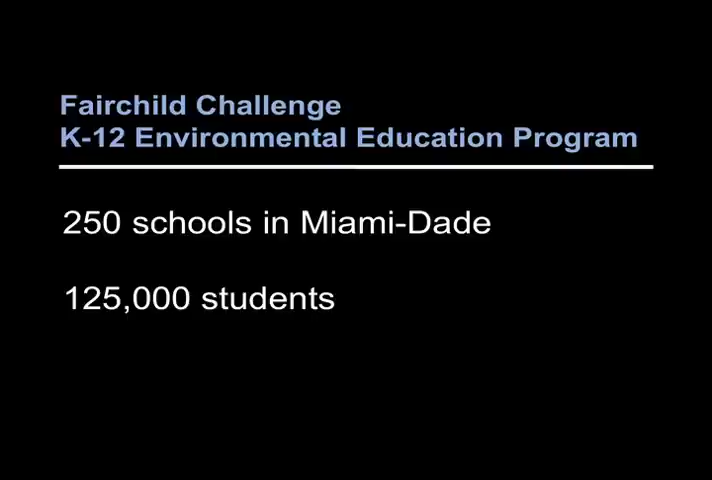 Fairchild Challenge
K-12 Environmental Education Program
250 schools in Miami-Dade
125,000 students